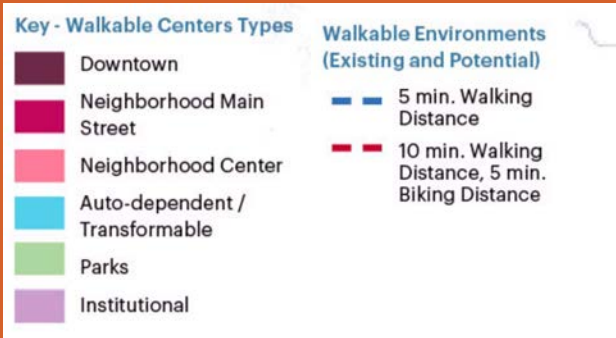 Key - Walkable Centers Types
Downtown
Neighborhood Main
Street
Neighborhood Center
Auto-dependent /
Transformable
Parks
Institutional
Walkable Environments
(Existing and Potential)
5 min. Walking
Distance
10 min. Walking
Distance, 5 min.
Biking Distance